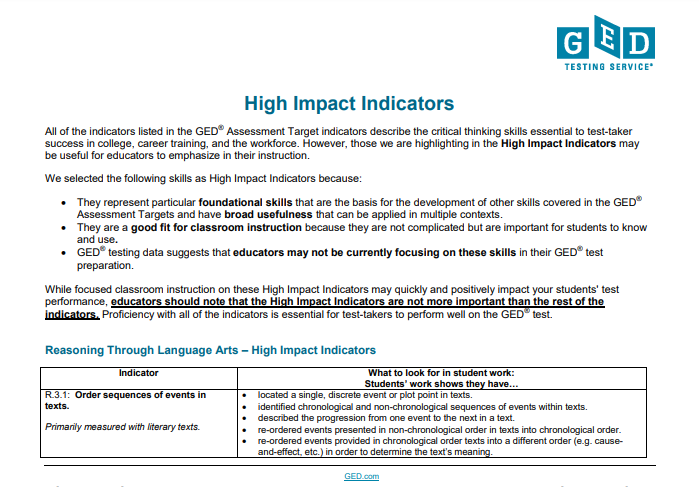 GED
TESTING SERVICE®
High Impact Indicators
All of the indicators listed in the GED® Assessment Target indicators describe the critical thinking skills essential to test-taker
success in college, career training, and the workforce. However, those we are highlighting in the High Impact Indicators may
be useful for educators to emphasize in their instruction.
We selected the following skills as High Impact Indicators because:
• They represent particular foundational skills that are the basis for the development of other skills covered in the GED®
Assessment Targets and have broad usefulness that can be applied in multiple contexts.
• They are a good fit for classroom instruction because they are not complicated but are important for students to know
and use.
• GED® testing data suggests that educators may not be currently focusing on these skills in their GED® test
preparation.
While focused classroom instruction on these High Impact Indicators may quickly and positively impact your students' test
performance, educators should note that the High Impact Indicators are not more important than the rest of the
indicators. Proficiency with all of the indicators is essential for test-takers to perform well on the GED® test.
Reasoning Through Language Arts – High Impact Indicators
Indicator
What to look for in student work:
Students' work shows they have…
R.3.1: Order sequences of events in
texts.
Primarily measured with literary texts.
• located a single, discrete event or plot point in texts.
• identified chronological and non-chronological sequences of events within texts.
• described the progression from one event to the next in a text.
• re-ordered events presented in non-chronological order in texts into chronological order.
• re-ordered events provided in chronological order texts into a different order (e.g. cause-
and-effect, etc.) in order to determine the text's meaning.
GED.com